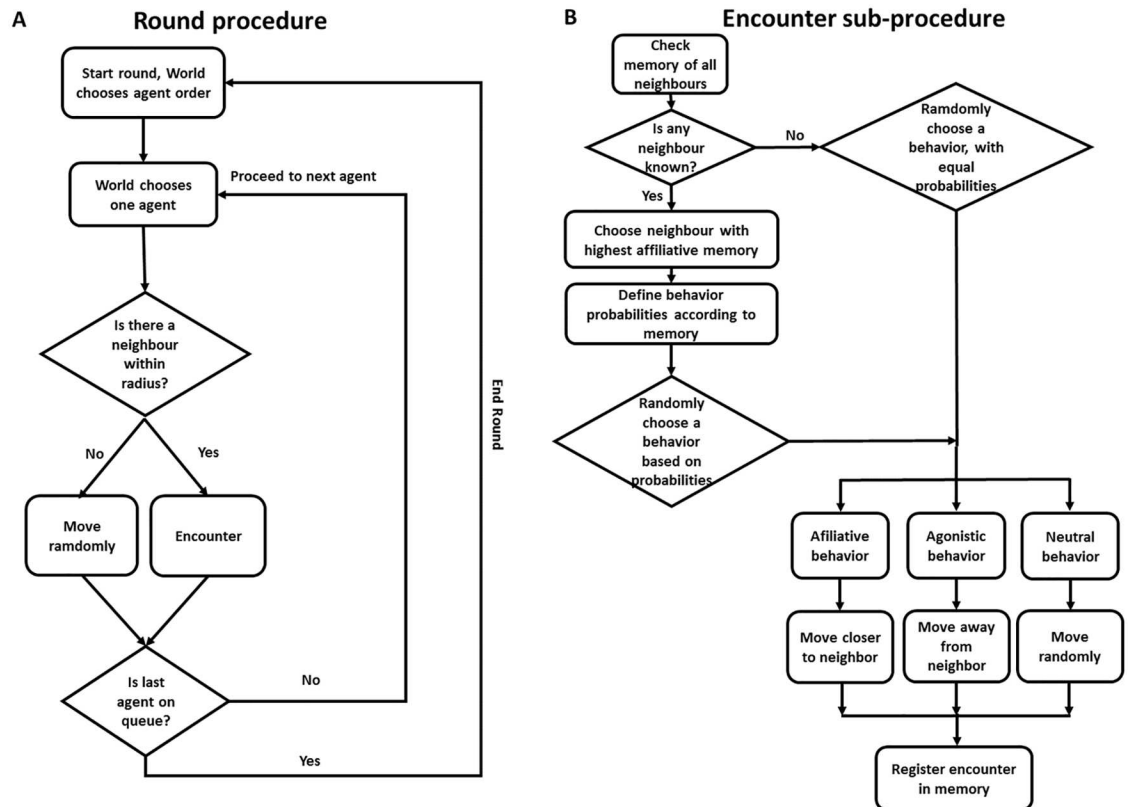 A
Round procedure
Start round, World
chooses agent order
Proceed to next agent
World chooses
one agent
Is there a
neighbour
within
radius?
No
Yes
Move
ramdomly
Encounter
Is last
agent on
queue?
No
Yes
End Round
B
Encounter sub-procedure
Check
memory of all
neighbours
Is any
neighbour
known?
No
Yes
Randomly
choose a
behavior, with
equal
probabilities
Choose neighbour with
highest affiliative memory
Define behavior
probabilities according to
memory
Randomly
choose a
behavior
based on
probabilities
Afiliative
behavior
Agonistic
behavior
Neutral
behavior
Move closer
to neighbor
Move away
from
neighbor
Move
randomly
Register encounter
in memory